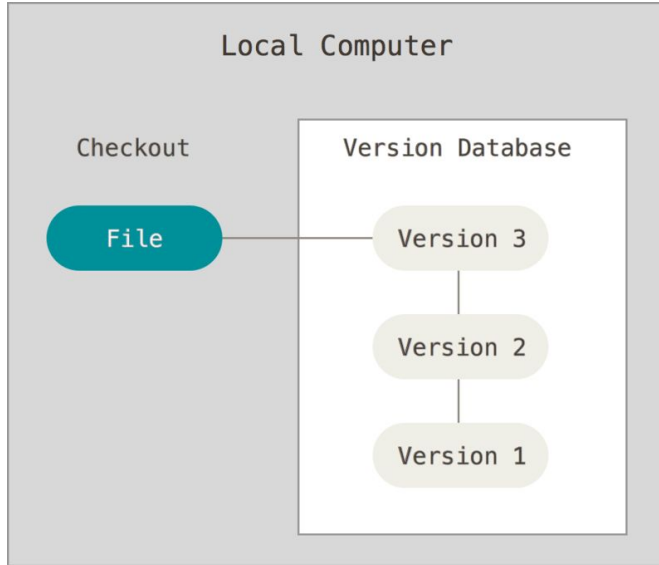 Local Computer
Checkout
Version Database
File
Version 3
Version 2
Version 1